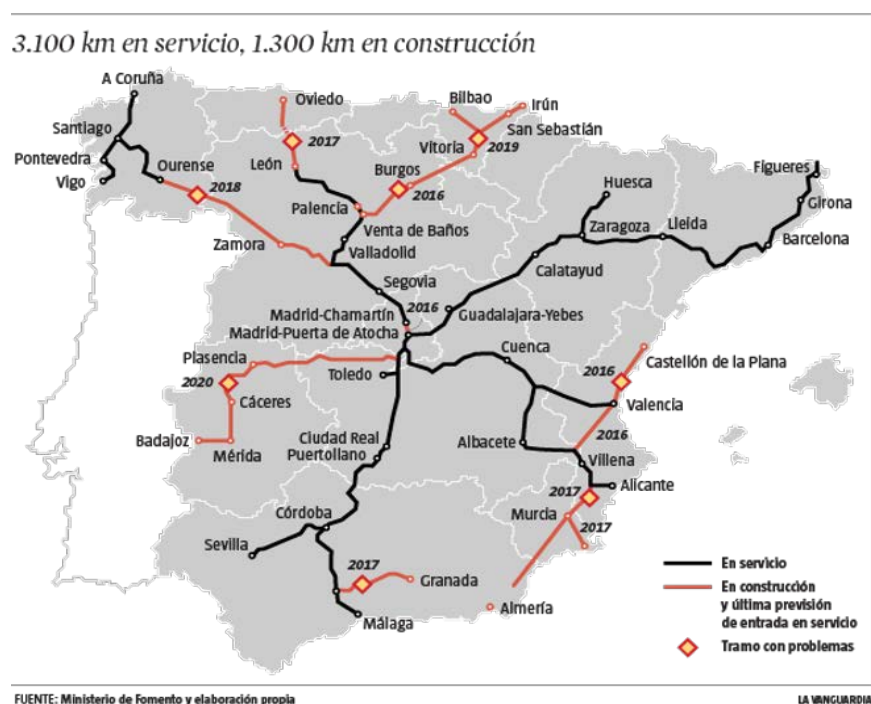 3.100 km en servicio, 1.300 km en construcción
A Coruña
Oviedo
Bilbao
Irún
Santiago
2017
San Sebastián
Vitoria
2019
Pontevedra
Ourense
León
Burgos
Figueres
Vigo
2018
2016
Huesca
Palencia
Girona
Zaragoza
Lleida
Zamora
Venta de Baños
Valladolid
Barcelona
Calatayud
Segovia
Madrid-Chamartín
2016
Guadalajara-Yebes
Madrid-Puerta de Atocha
Plasencia
Cuenca
Castellón de la Plana
2020
Toledo
2016
Cáceres
Valencia
Badajoz
Mérida
Ciudad Real
Puertollano
Albacete
2016
Villena
2017
Alicante
Córdoba
Murcia
2017
Sevilla
2017
Granada
Almería
Málaga
En servicio
En construcción
y última previsión
de entrada en servicio
Tramo con problemas
FUENTE: Ministerio de Fomento y elaboración propia
LA VANGUARDIA